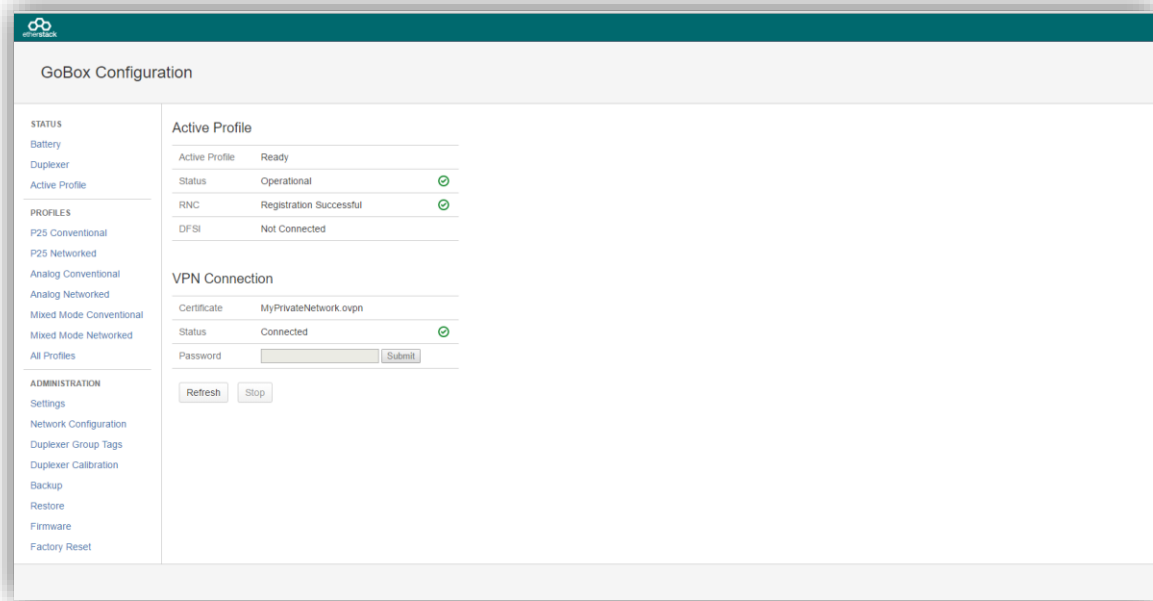 etherstack
GoBox Configuration
STATUS
Battery
Duplexer
Active Profile
PROFILES
P25 Conventional
P25 Networked
Analog Conventional
Analog Networked
Mixed Mode Conventional
Mixed Mode Networked
All Profiles
ADMINISTRATION
Settings
Network Configuration
Duplexer Group Tags
Duplexer Calibration
Backup
Restore
Firmware
Factory Reset
Active Profile
Active Profile Ready
Status Operational
RNC Registration Successful
DFSI Not Connected
VPN Connection
Certificate MyPrivateNetwork.ovpn
Status Connected
Password Submit
Refresh Stop